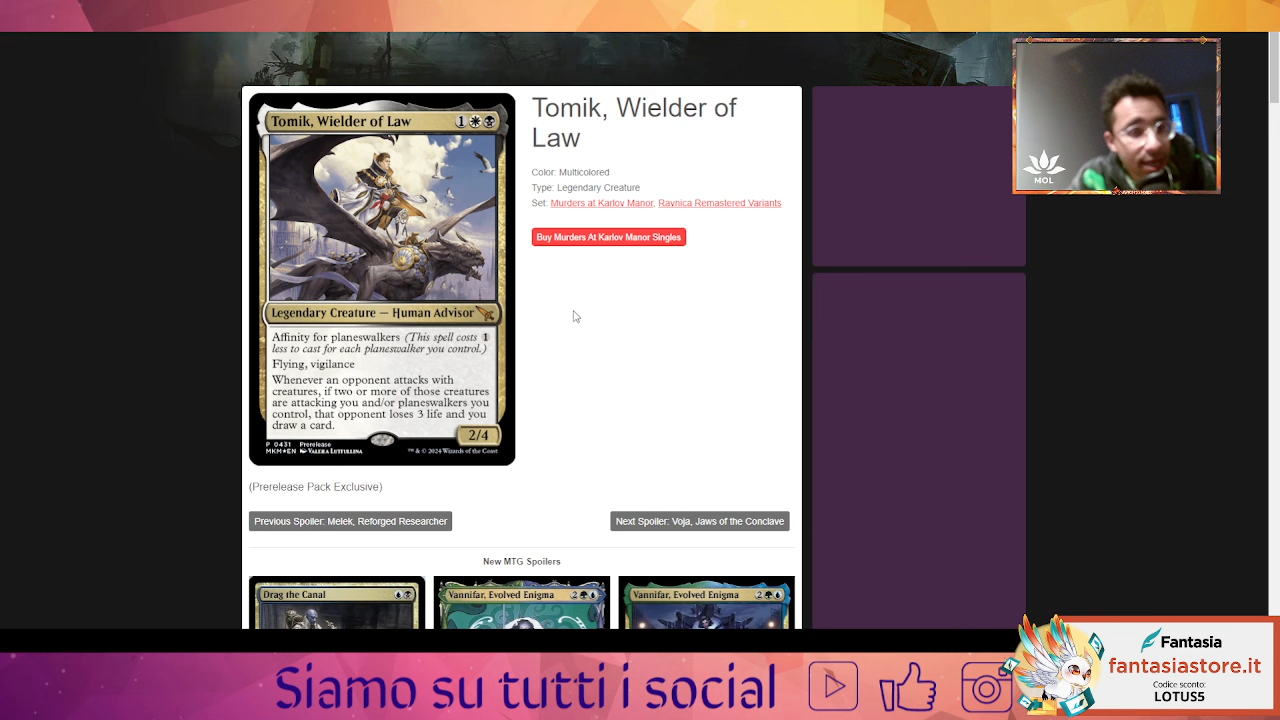 Tomik, Wielder of Law
1
Legendary Creature — Human Advisor
Affinity for planeswalkers (This spell costs 1
less to cast for each planeswalker you control.)
Flying, vigilance
Whenever an opponent attacks with
creatures, if two or more of those creatures
are attacking you and/or planeswalkers you
control, that opponent loses 3 life and you
draw a card.
2/4
P 0431 Prerelease
MKM★EN VALERA LUTFULLINA
™ & © 2024 Wizards of the Coast
Tomik, Wielder of
Law
Color: Multicolored
Type: Legendary Creature
Set: Murders at Karlov Manor, Ravnica Remastered Variants
Buy Murders At Karlov Manor Singles
(Prerelease Pack Exclusive)
Previous Spoiler: Melek, Reforged Researcher
Next Spoiler: Voja, Jaws of the Conclave
New MTG Spoilers
Drag the Canal
Vannifar, Evolved Enigma 2
Vannifar, Evolved Enigma 2
MOL
Siamo su tutti i social
Fantasia
fantasiastore.it
Codice sconto:
LOTUS5